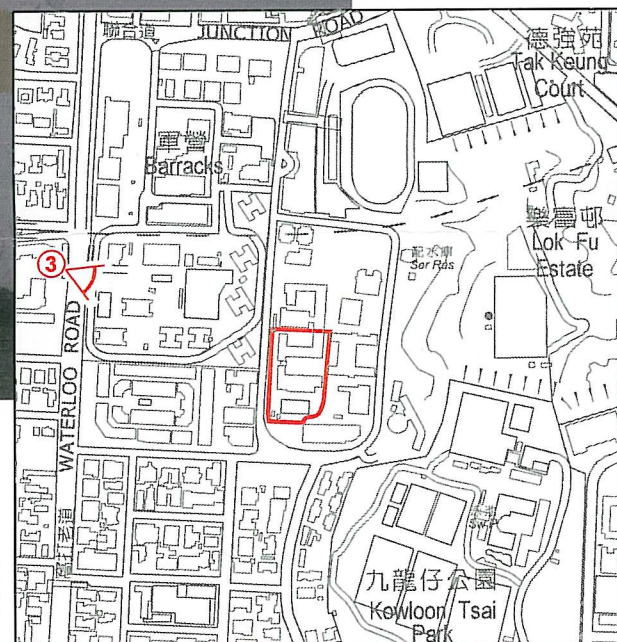 聯合道
JUNCTION ROAD
德強苑
Tak Keung
Court
軍營
Barracks
樂富邨
Lok Fu
Estate
配水庫
Ser Res
3
WATERLOO ROAD
窩打老道
九龍仔公園
Kowloon Tsai
Park